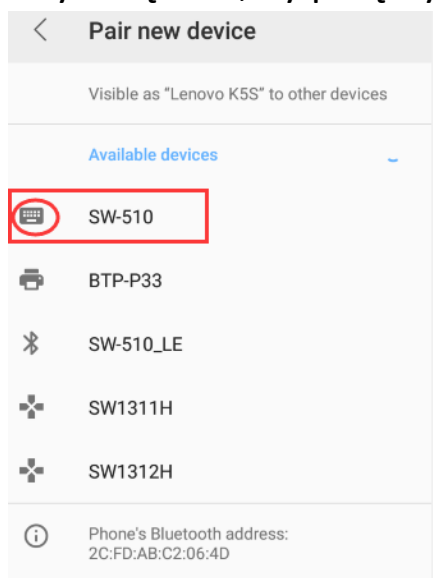 Pair new device
Visible as "Lenovo K5S" to other devices
Available devices
SW-510
BTP-P33
SW-510_LE
SW1311H
SW1312H
Phone's Bluetooth address:
2C:FD:AB:C2:06:4D